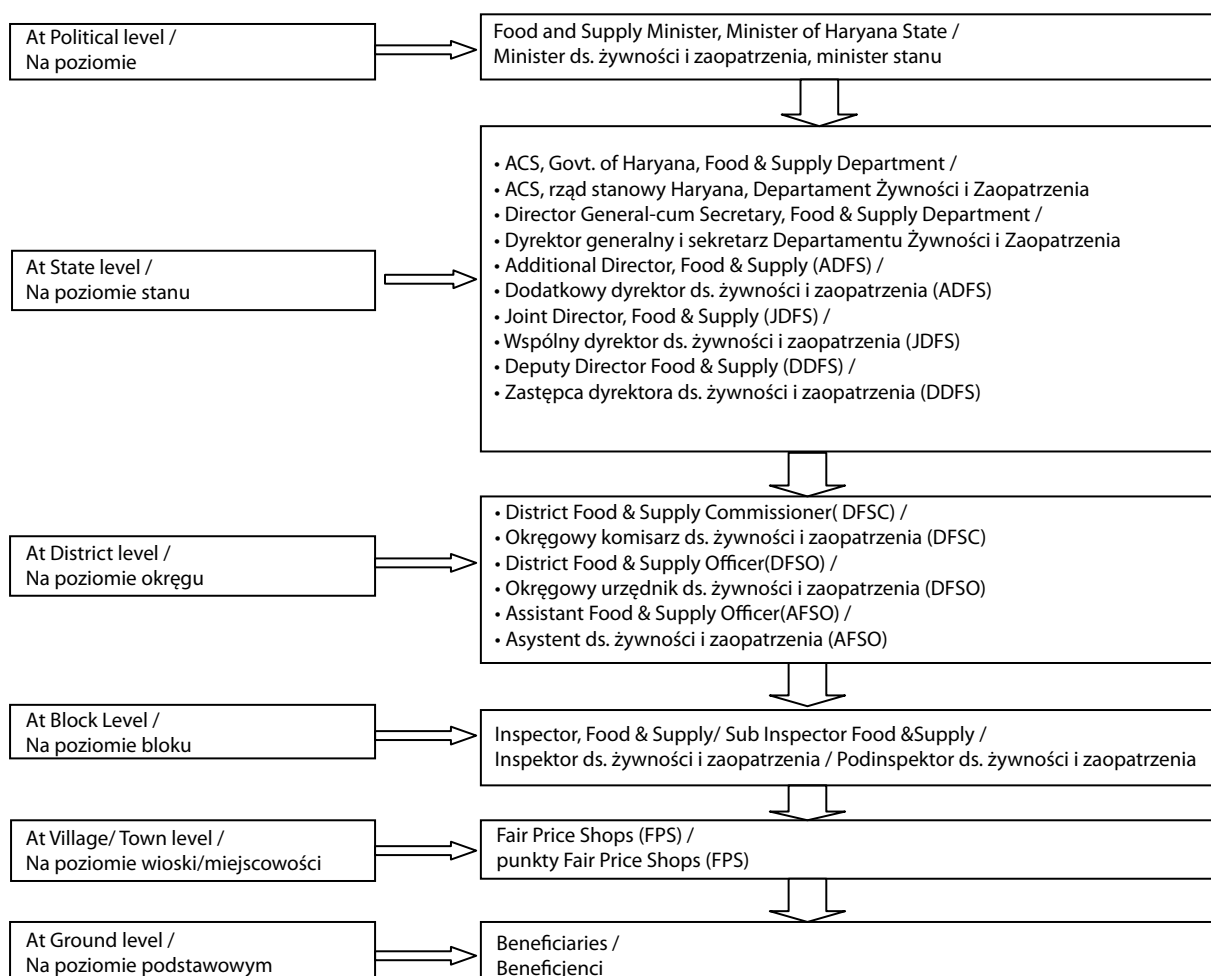 At Political level /
Na poziomie
Food and Supply Minister, Minister of Haryana State /
Minister ds. żywności i zaopatrzenia, minister stanu
At State level /
Na poziomie stanu
• ACS, Govt. of Haryana, Food & Supply Department /
• ACS, rząd stanowy Haryana, Departament Żywności i Zaopatrzenia
• Director General-cum Secretary, Food & Supply Department /
• Dyrektor generalny i sekretarz Departamentu Żywności i Zaopatrzenia
• Additional Director, Food & Supply (ADFS) /
• Dodatkowy dyrektor ds. żywności i zaopatrzenia (ADFS)
• Joint Director, Food & Supply (JDFS) /
• Wspólny dyrektor ds. żywności i zaopatrzenia (JDFS)
• Deputy Director Food & Supply (DDFS) /
• Zastępca dyrektora ds. żywności i zaopatrzenia (DDFS)
At District level /
Na poziomie okręgu
• District Food & Supply Commissioner( DFSC) /
• Okręgowy komisarz ds. żywności i zaopatrzenia (DFSC)
• District Food & Supply Officer(DFSO) /
• Okręgowy urzędnik ds. żywności i zaopatrzenia (DFSO)
• Assistant Food & Supply Officer(AFSO) /
• Asystent ds. żywności i zaopatrzenia (AFSO)
At Block Level /
Na poziomie bloku
Inspector, Food & Supply/ Sub Inspector Food &Supply /
Inspektor ds. żywności i zaopatrzenia / Podinspektor ds. żywności i zaopatrzenia
At Village/ Town level /
Na poziomie wioski/miejscowości
Fair Price Shops (FPS) /
punkty Fair Price Shops (FPS)
At Ground level /
Na poziomie podstawowym
Beneficiaries /
Beneficjenci